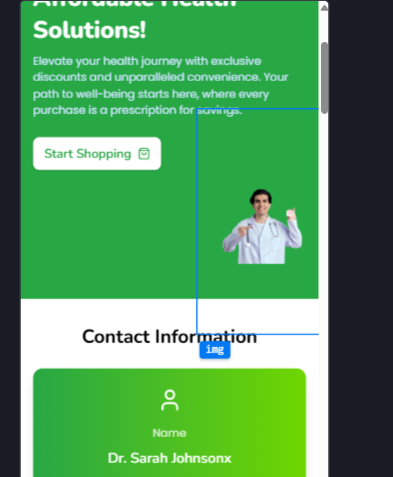 Affordable Health
Solutions!
Elevate your health journey with exclusive
discounts and unparalleled convenience. Your
path to well-being starts here, where every
purchase is a prescription for savings.
Start Shopping
Contact Information
img
Name
Dr. Sarah Johnsonx